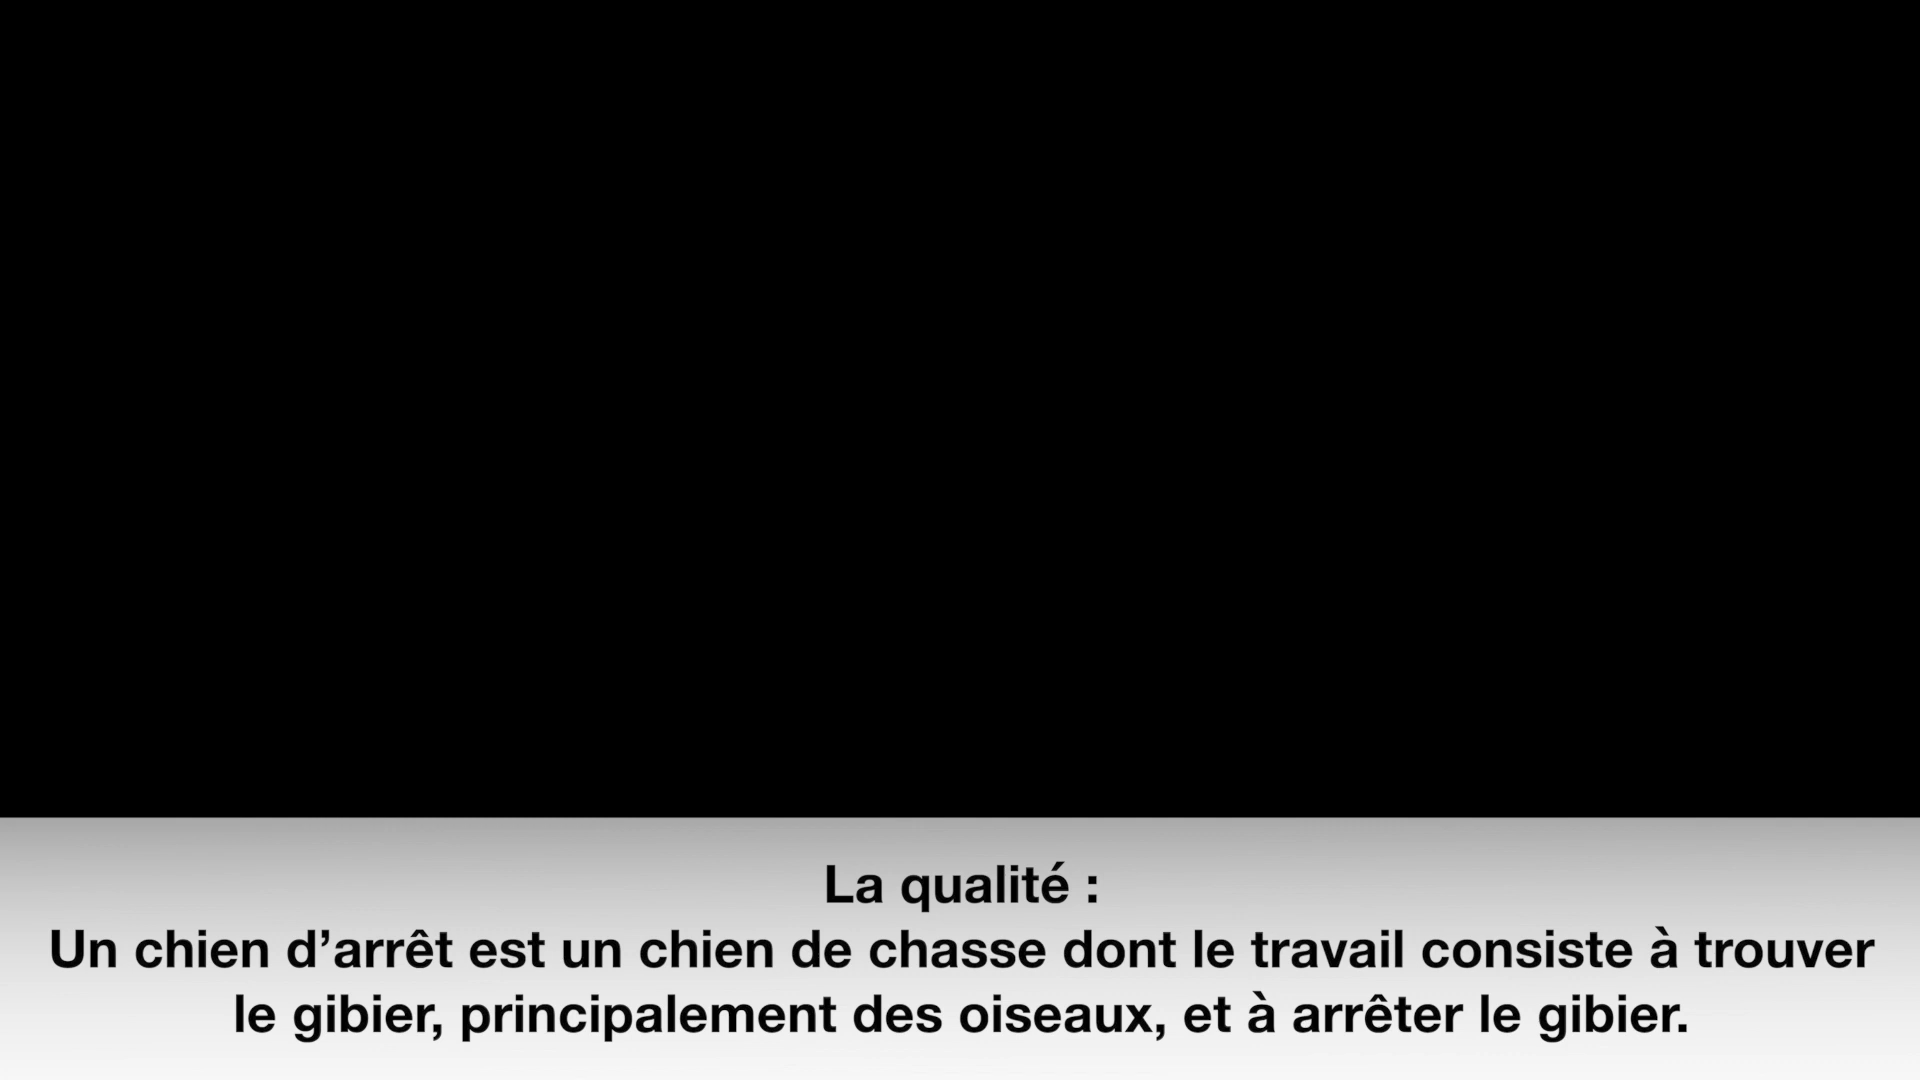 La qualité :
Un chien d’arrêt est un chien de chasse dont le travail consiste à trouver
le gibier, principalement des oiseaux, et à arrêter le gibier.